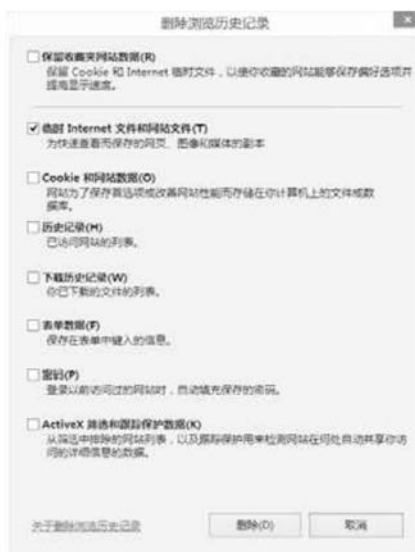 删除浏览历史记录
保留收藏夹网站数据(R)
保留 Cookie 和 Internet 临时文件，以便你收藏的网站能够保存偏好选项并
提高显示速度。
临时 Internet 文件和网站文件(T)
为快速查看而保存的网页、图像和媒体的副本
Cookie 和网站数据(O)
网站为了保存首选项或改善网站性能而存储在你计算机上的文件或数
据库。
历史记录(H)
已访问网站的列表。
下载历史记录(W)
你已下载的文件的列表。
表单数据(F)
保存在表单中键入的信息。
密码(P)
登录以前访问过的网站时，自动填充保存的密码。
ActiveX 筛选和跟踪保护数据(K)
从筛选中排除的网站列表，以及跟踪保护用来检测网站在何处自动共享你访
问的详细信息的数据。
关于删除浏览历史记录
删除(D)
取消